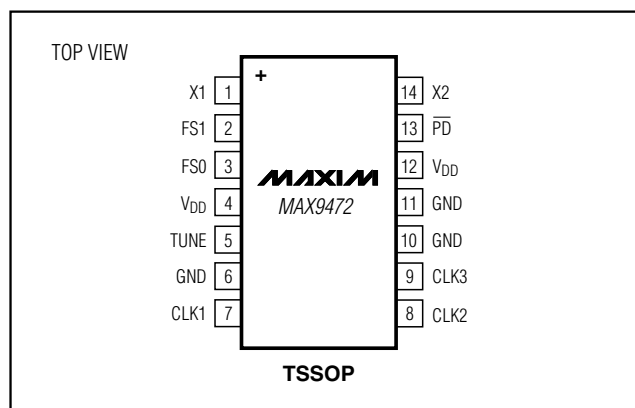 TOP VIEW
+
X1 1
FS1 2
FS0 3
VDD 4
TUNE 5
GND 6
CLK1 7
14 X2
13 P̅D̅
12 VDD
11 GND
10 GND
9 CLK3
8 CLK2
MAXIM
MAX9472
TSSOP